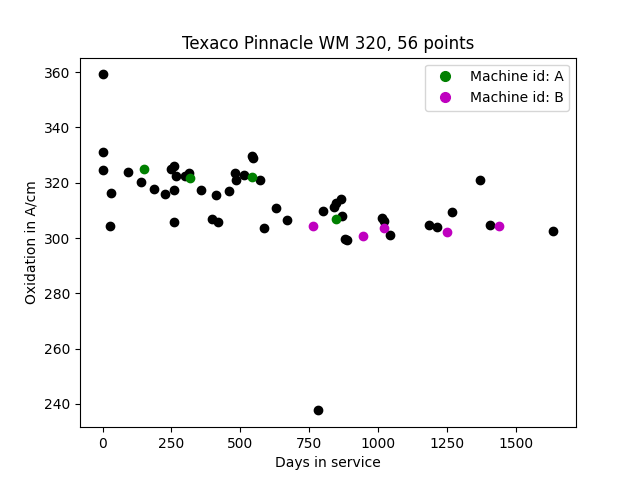 Texaco Pinnacle WM 320, 56 points
Machine id: A
Machine id: B
Oxidation in A/cm
360
340
320
300
280
260
240
0 250 500 750 1000 1250 1500
Days in service